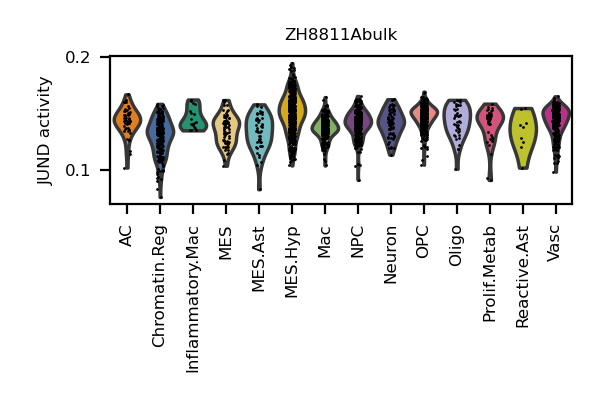 ZH8811Abulk
JUND activity
0.2
0.1
AC
Chromatin.Reg
Inflammatory.Mac
MES
MES.Ast
MES.Hyp
Mac
NPC
Neuron
OPC
Oligo
Prolif.Metab
Reactive.Ast
Vasc